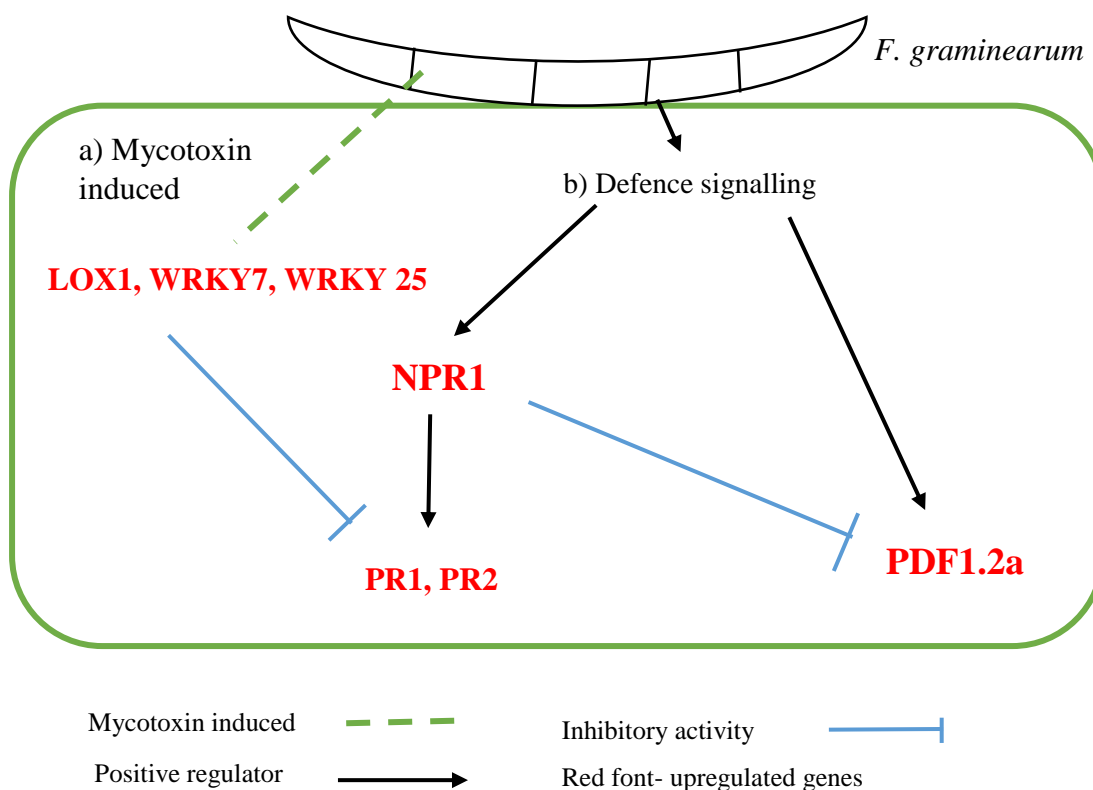 F. graminearum
a) Mycotoxin
induced
b) Defence signalling
LOX1, WRKY7, WRKY 25
NPR1
PR1, PR2
PDF1.2a
Mycotoxin induced
Inhibitory activity
Positive regulator
Red font- upregulated genes